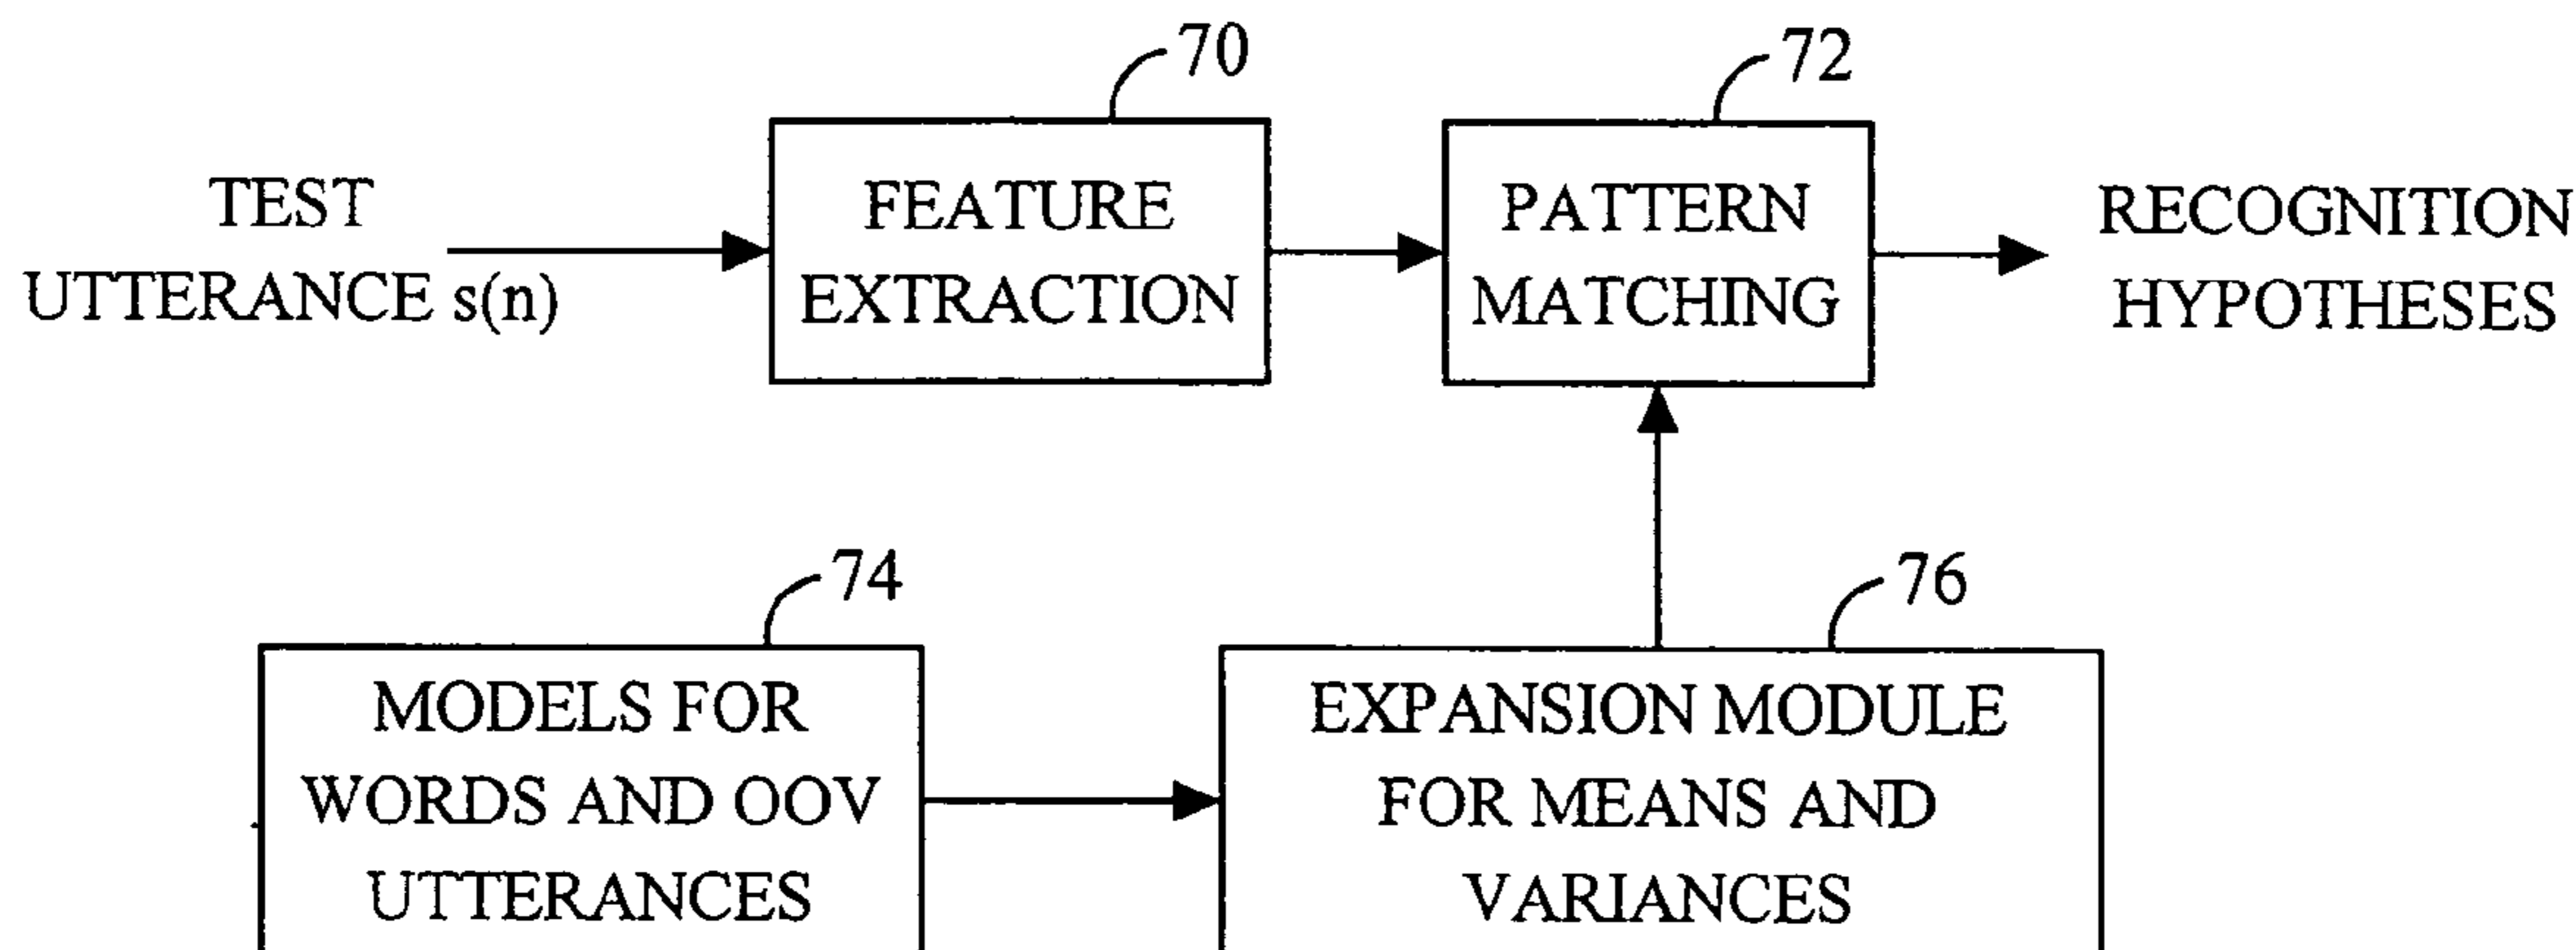 70
72
TEST
UTTERANCE s(n)
FEATURE
EXTRACTION
PATTERN
MATCHING
RECOGNITION
HYPOTHESES
74
76
MODELS FOR
WORDS AND OOV
UTTERANCES
EXPANSION MODULE
FOR MEANS AND
VARIANCES